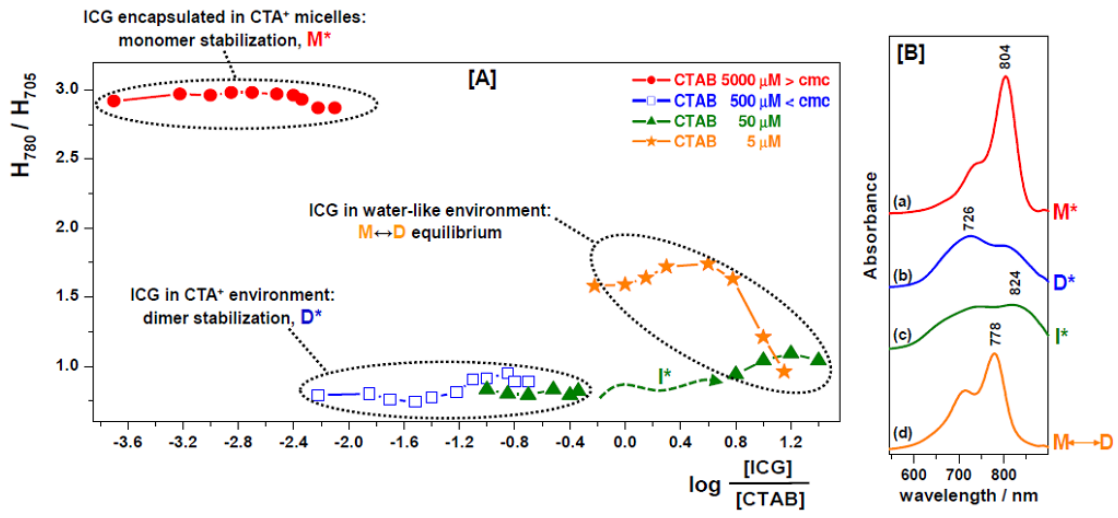 ICG encapsulated in CTA⁺ micelles:
monomer stabilization, M*
[A]
CTAB 5000 μM > cmc
CTAB 500 μM < cmc
CTAB 50 μM
CTAB 5 μM
H₇₈₀ / H₇₀₅
3.0
2.5
2.0
1.5
1.0
ICG in water-like environment:
M↔D equilibrium
ICG in CTA⁺ environment:
dimer stabilization, D*
I*
-3.6 -3.2 -2.8 -2.4 -2.0 -1.6 -1.2 -0.8 -0.4 0.0 0.4 0.8 1.2
log [ICG] / [CTAB]
[B]
Absorbance
804
(a)
M*
726
(b)
D*
824
(c)
I*
778
(d)
M↔D
600 700 800
wavelength / nm